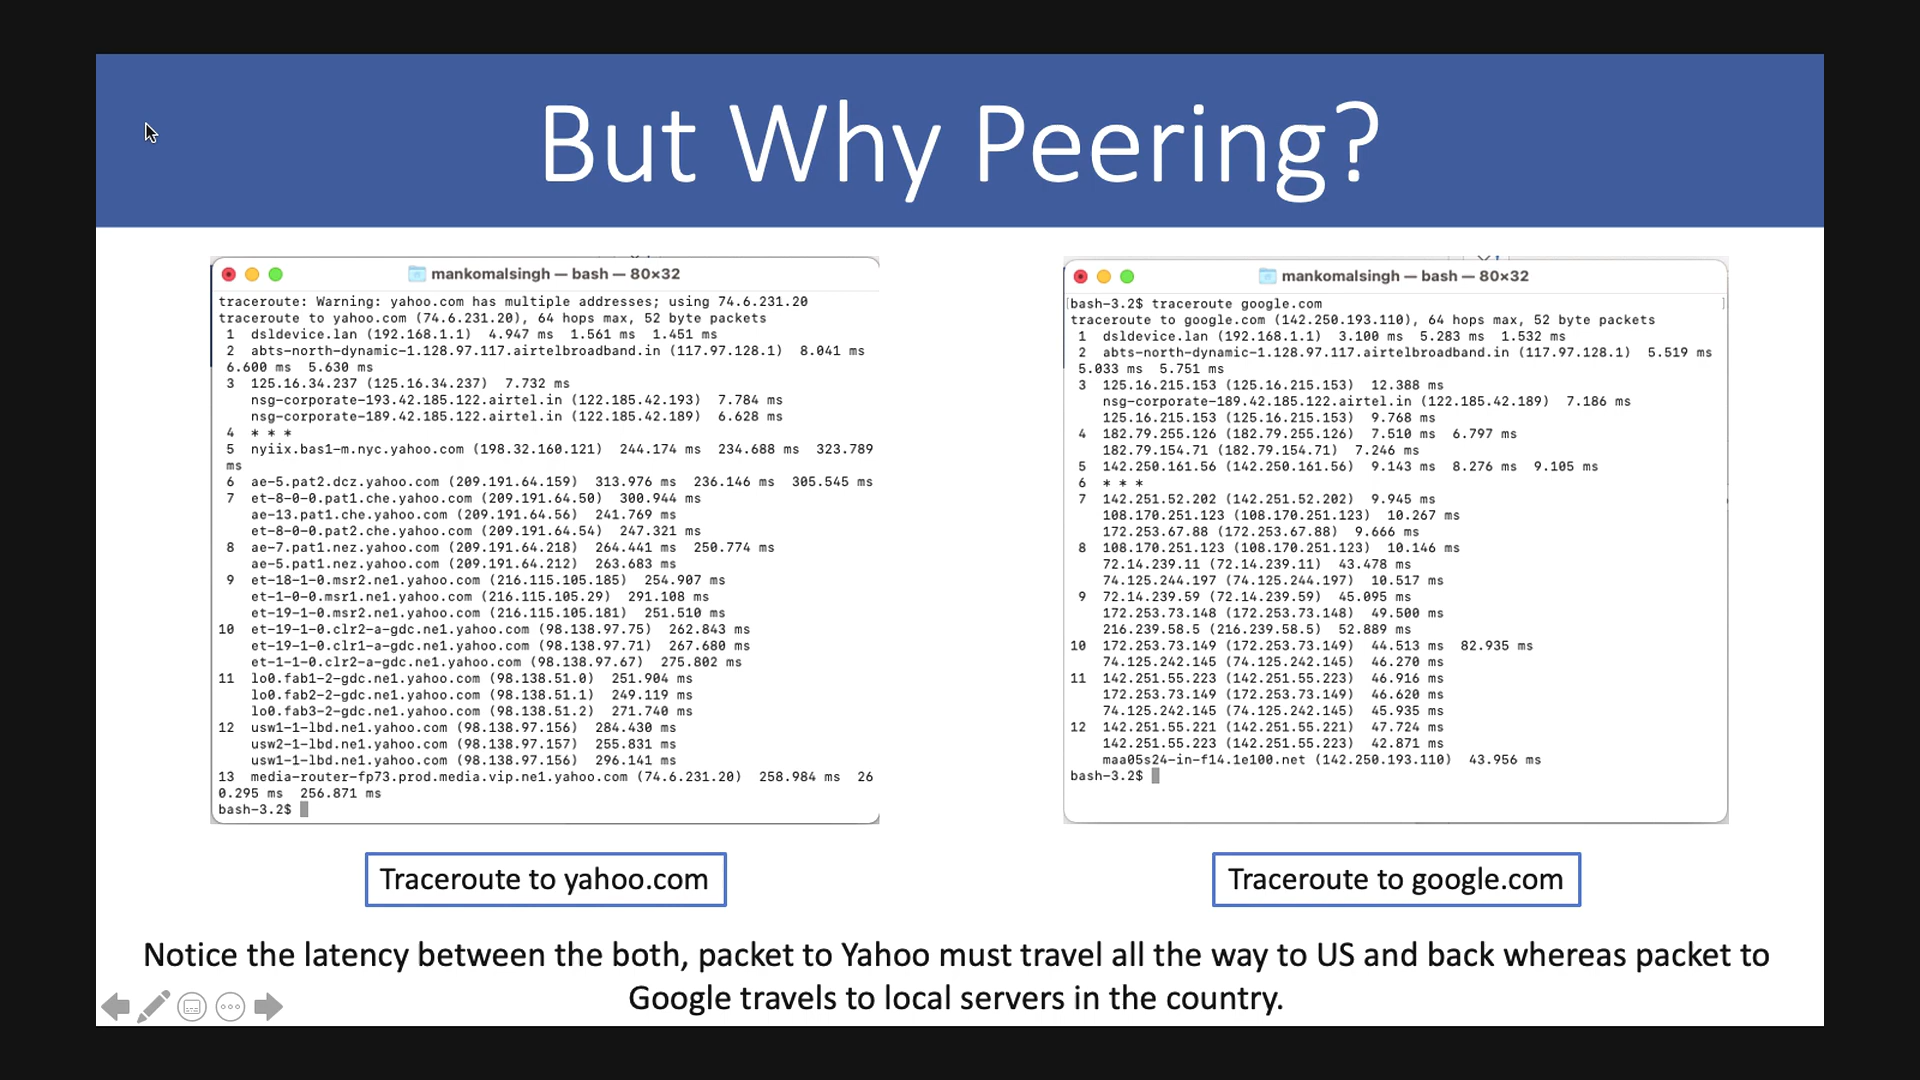 But Why Peering?
mankomalsingh — bash — 80×32
traceroute: Warning: yahoo.com has multiple addresses; using 74.6.231.20
traceroute to yahoo.com (74.6.231.20), 64 hops max, 52 byte packets
1 dsldevice.lan (192.168.1.1) 4.947 ms 1.561 ms 1.451 ms
2 abts-north-dynamic-1.128.97.117.airtelbroadband.in (117.97.128.1) 8.041 ms
6.600 ms 5.630 ms
3 125.16.34.237 (125.16.34.237) 7.732 ms
nsg-corporate-193.42.185.122.airtel.in (122.185.42.193) 7.784 ms
nsg-corporate-189.42.185.122.airtel.in (122.185.42.189) 6.628 ms
4 * * *
5 nyiix.bas1-m.nyc.yahoo.com (198.32.160.121) 244.174 ms 234.688 ms 323.789
ms
6 ae-5.pat2.dcz.yahoo.com (209.191.64.159) 313.976 ms 236.146 ms 305.545 ms
7 et-8-0-0.pat1.che.yahoo.com (209.191.64.50) 300.944 ms
ae-13.pat1.che.yahoo.com (209.191.64.56) 241.769 ms
et-8-0-0.pat2.che.yahoo.com (209.191.64.54) 247.321 ms
8 ae-7.pat1.nez.yahoo.com (209.191.64.218) 264.441 ms 250.774 ms
ae-5.pat1.nez.yahoo.com (209.191.64.212) 263.683 ms
9 et-18-1-0.msr2.ne1.yahoo.com (216.115.105.185) 254.907 ms
et-1-0-0.msr1.ne1.yahoo.com (216.115.105.29) 291.108 ms
et-19-1-0.msr2.ne1.yahoo.com (216.115.105.181) 251.510 ms
10 et-19-1-0.clr2-a-gdc.ne1.yahoo.com (98.138.97.75) 262.843 ms
et-19-1-0.clr1-a-gdc.ne1.yahoo.com (98.138.97.71) 267.680 ms
et-1-1-0.clr2-a-gdc.ne1.yahoo.com (98.138.97.67) 275.802 ms
11 lo0.fab1-2-gdc.ne1.yahoo.com (98.138.51.0) 251.904 ms
lo0.fab2-2-gdc.ne1.yahoo.com (98.138.51.1) 249.119 ms
lo0.fab3-2-gdc.ne1.yahoo.com (98.138.51.2) 271.740 ms
12 usw1-1-lbd.ne1.yahoo.com (98.138.97.156) 284.430 ms
usw2-1-lbd.ne1.yahoo.com (98.138.97.157) 255.831 ms
usw1-1-lbd.ne1.yahoo.com (98.138.97.156) 296.141 ms
13 media-router-fp73.prod.media.vip.ne1.yahoo.com (74.6.231.20) 258.984 ms 26
0.295 ms 256.871 ms
bash-3.2$
mankomalsingh — bash — 80×32
[bash-3.2$ traceroute google.com ]
traceroute to google.com (142.250.193.110), 64 hops max, 52 byte packets
1 dsldevice.lan (192.168.1.1) 3.100 ms 5.283 ms 1.532 ms
2 abts-north-dynamic-1.128.97.117.airtelbroadband.in (117.97.128.1) 5.519 ms
5.033 ms 5.751 ms
3 125.16.215.153 (125.16.215.153) 12.388 ms
nsg-corporate-189.42.185.122.airtel.in (122.185.42.189) 7.186 ms
125.16.215.153 (125.16.215.153) 9.768 ms
4 182.79.255.126 (182.79.255.126) 7.510 ms 6.797 ms
182.79.154.71 (182.79.154.71) 7.246 ms
5 142.250.161.56 (142.250.161.56) 9.143 ms 8.276 ms 9.105 ms
6 * * *
7 142.251.52.202 (142.251.52.202) 9.945 ms
108.170.251.123 (108.170.251.123) 10.267 ms
172.253.67.88 (172.253.67.88) 9.666 ms
8 108.170.251.123 (108.170.251.123) 10.146 ms
72.14.239.11 (72.14.239.11) 43.478 ms
74.125.244.197 (74.125.244.197) 10.517 ms
9 72.14.239.59 (72.14.239.59) 45.095 ms
172.253.73.148 (172.253.73.148) 49.500 ms
216.239.58.5 (216.239.58.5) 52.889 ms
10 172.253.73.149 (172.253.73.149) 44.513 ms 82.935 ms
74.125.242.145 (74.125.242.145) 46.270 ms
11 142.251.55.223 (142.251.55.223) 46.916 ms
172.253.73.149 (172.253.73.149) 46.620 ms
74.125.242.145 (74.125.242.145) 45.935 ms
12 142.251.55.221 (142.251.55.221) 47.724 ms
142.251.55.223 (142.251.55.223) 42.871 ms
maa05s24-in-f14.1e100.net (142.250.193.110) 43.956 ms
bash-3.2$
Traceroute to yahoo.com
Traceroute to google.com
Notice the latency between the both, packet to Yahoo must travel all the way to US and back whereas packet to
Google travels to local servers in the country.